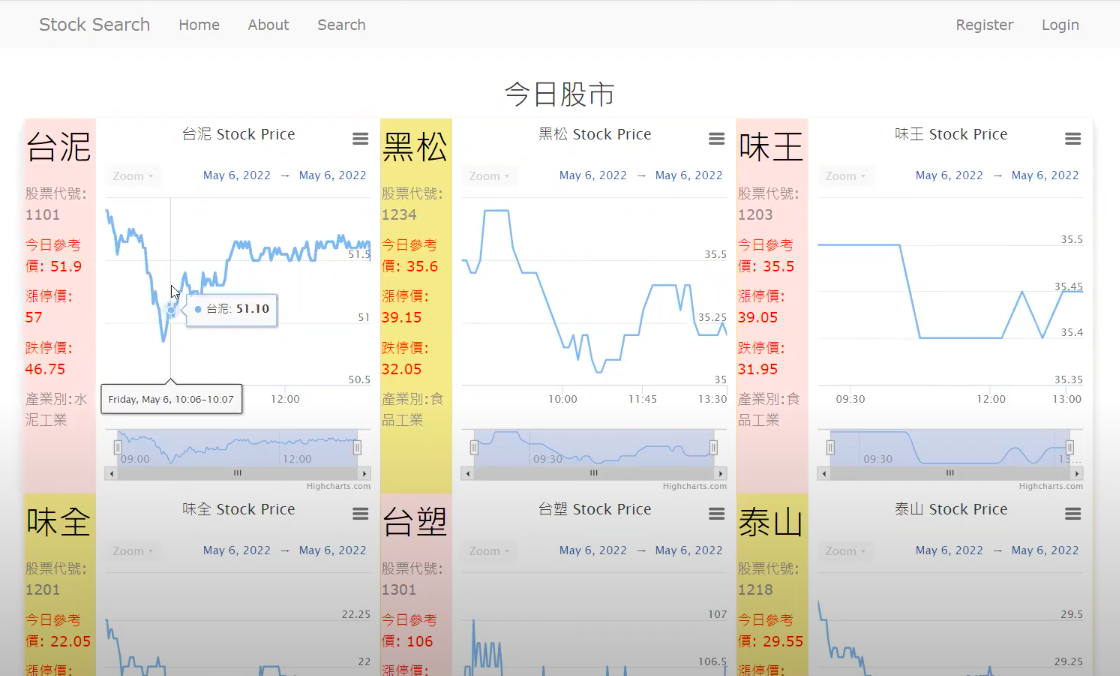 Stock Search Home About Search Register Login
今日股市
台泥
股票代號:
1101
今日參考
價: 51.9
漲停價:
57
跌停價:
46.75
產業別:水
泥工業
台泥 Stock Price
Zoom
May 6, 2022 → May 6, 2022
51.5
51
50.5
台泥: 51.10
Friday, May 6, 10:06-10:07
12:00
09:00 12:00
Highcharts.com
黑松
股票代號:
1234
今日參考
價: 35.6
漲停價:
39.15
跌停價:
32.05
產業別:食
品工業
黑松 Stock Price
Zoom
May 6, 2022 → May 6, 2022
35.5
35.25
35
10:00 11:45 13:30
09:30
Highcharts.com
味王
股票代號:
1203
今日參考
價: 35.5
漲停價:
39.05
跌停價:
31.95
產業別:食
品工業
味王 Stock Price
Zoom
May 6, 2022 → May 6, 2022
35.5
35.45
35.4
35.35
09:30 12:00 13:00
09:30 13…
Highcharts.com
味全
股票代號:
1201
今日參考
價: 22.05
漲停價:
味全 Stock Price
Zoom
May 6, 2022 → May 6, 2022
22.25
22
台塑
股票代號:
1301
今日參考
價: 106
漲停價:
台塑 Stock Price
Zoom
May 6, 2022 → May 6, 2022
107
106.5
泰山
股票代號:
1218
今日參考
價: 29.55
漲停價:
泰山 Stock Price
Zoom
May 6, 2022 → May 6, 2022
29.5
29.25